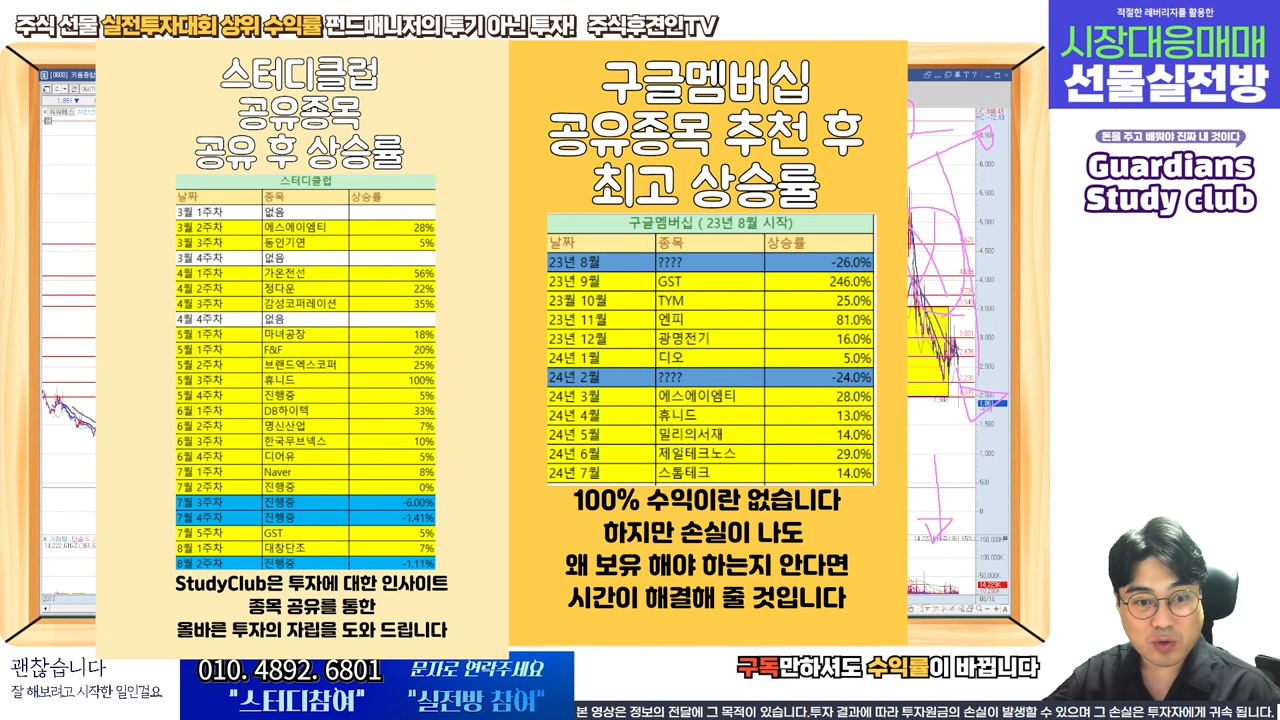 주식 선물 실전투자대회 상위 수익률 펀드매니저의 투기 아닌 투자! 주식후견인TV
적절한 레버리지를 활용한
시장대응매매
선물실전방
돈을 주고 배워야 진짜 내 것이다
Guardians
Study club
스터디클럽
공유종목
공유 후 상승률
스터디클럽
날짜 종목 상승률
3월 1주차 없음
3월 2주차 에스에이엠티 28%
3월 3주차 동인기연 5%
3월 4주차 없음
4월 1주차 가온전선 56%
4월 2주차 정다운 22%
4월 3주차 감성코퍼레이션 35%
4월 4주차 없음
5월 1주차 마녀공장 18%
5월 1주차 F&F 20%
5월 2주차 브랜드엑스코퍼 25%
5월 3주차 휴니드 100%
5월 4주차 진행중 5%
6월 1주차 DB하이텍 33%
6월 2주차 명신산업 7%
6월 3주차 한국무브넥스 10%
6월 4주차 디어유 5%
7월 1주차 Naver 8%
7월 2주차 진행중 0%
7월 3주차 진행중 -6.00%
7월 4주차 진행중 -1.41%
7월 5주차 GST 5%
8월 1주차 대창단조 7%
8월 2주차 진행중 -1.11%
StudyClub은 투자에 대한 인사이트
종목 공유를 통한
올바른 투자의 자립을 도와 드립니다
구글멤버십
공유종목 추천 후
최고 상승률
구글멤버십 ( 23년 8월 시작)
날짜 종목 상승률
23년 8월 ???? -26.0%
23년 9월 GST 246.0%
23월 10월 TYM 25.0%
23년 11월 엔피 81.0%
23년 12월 광명전기 16.0%
24년 1월 디오 5.0%
24년 2월 ???? -24.0%
24년 3월 에스에이엠티 28.0%
24년 4월 휴니드 13.0%
24년 5월 밀리의서재 14.0%
24년 6월 제일테크노스 29.0%
24년 7월 스톰테크 14.0%
100% 수익이란 없습니다
하지만 손실이 나도
왜 보유 해야 하는지 안다면
시간이 해결해 줄 것입니다
괜찮습니다
잘 해보려고 시작한 일인걸요
010. 4892. 6801 문자로 연락주세요
"스터디참여" "실전방 참여"
구독만하셔도 수익률이 바뀝니다
본 영상은 정보의 전달에 그 목적이 있습니다.투자 결과에 따라 투자원금의 손실이 발생할 수 있으며 그 손실은 투자자에게 귀속 됩니다.